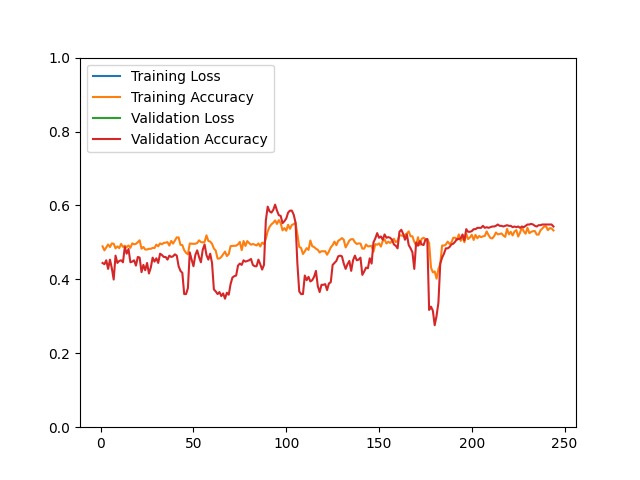 Training Loss
Training Accuracy
Validation Loss
Validation Accuracy
1.0
0.8
0.6
0.4
0.2
0.0
0 50 100 150 200 250